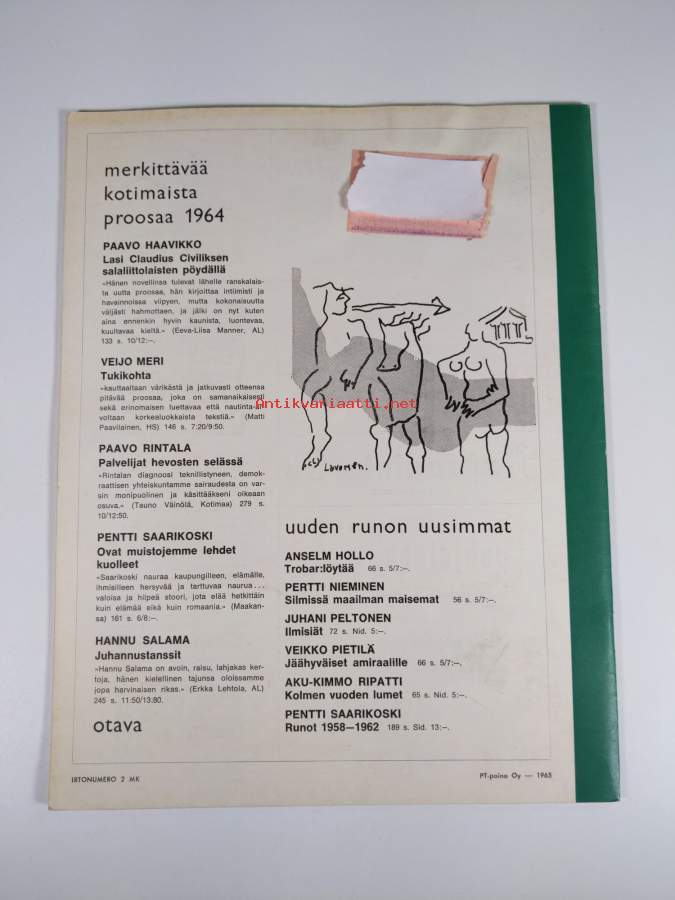 merkittävää
kotimaista
proosaa 1964
PAAVO HAAVIKKO
Lasi Claudius Civiliksen
salaliittolaisten pöydällä
»Hänen novellinsa tulevat lähelle ranskalais-
ta uutta proosaa, hän kirjoittaa intiimisti ja
havainnoissa viipyen, mutta kokonaisuutta
väljästi hahmottaen, ja jälki on nyt kuten
aina ennenkin hyvin kaunista, luontevaa,
kuultavaa kieltä.» (Eeva-Liisa Manner, AL)
133 s. 10/12:–.
VEIJO MERI
Tukikohta
»kauttaaltaan värikästä ja jatkuvasti otteensa
pitävää proosaa, joka on samanaikaisesti
sekä erinomaisen luettavaa että nautinta-ar-
voltaan korkealuokkaista tekstiä.» (Matti
Paavilainen, HS) 146 s. 7:20/9:50.
PAAVO RINTALA
Palvelijat hevosten selässä
»Rintalan diagnoosi teknillistyneen, demok-
raattisen yhteiskuntamme sairaudesta on var-
sin monipuolinen ja käsittääkseni oikeaan
osuva.» (Tauno Väinölä, Kotimaa) 279 s.
10/12:50.
PENTTI SAARIKOSKI
Ovat muistojemme lehdet
kuolleet
»Saarikoski nauraa kaupungilleen, elämälle,
ihmisilleen hersyvää ja tarttuvaa naurua...
valoisa ja hilpeä stoori, jota elää hetkittäin
kuin elämää eikä kuin romaania.» (Maakan-
sa) 161 s. 6/8:–.
HANNU SALAMA
Juhannustanssit
»Hannu Salama on avoin, raisu, lahjakas ker-
toja, hänen kielellinen tajunsa oloissamme
jopa harvinaisen rikas.» (Erkka Lehtola, AL)
245 s. 11:50/13:80.
otava
Antikvariaatti.net
Lavonen.
uuden runon uusimmat
ANSELM HOLLO
Trobar:löytää 66 s. 5/7:–.
PERTTI NIEMINEN
Silmissä maailman maisemat 56 s. 5/7:–.
JUHANI PELTONEN
Ilmisiät 72 s. Nid. 5:–.
VEIKKO PIETILÄ
Jäähyväiset amiraalille 66 s. 5/7:–.
AKU-KIMMO RIPATTI
Kolmen vuoden lumet 65 s. Nid. 5:–.
PENTTI SAARIKOSKI
Runot 1958—1962 189 s. Sid. 13:–.
IRTONUMERO 2 MK
PT-paino Oy — 1965